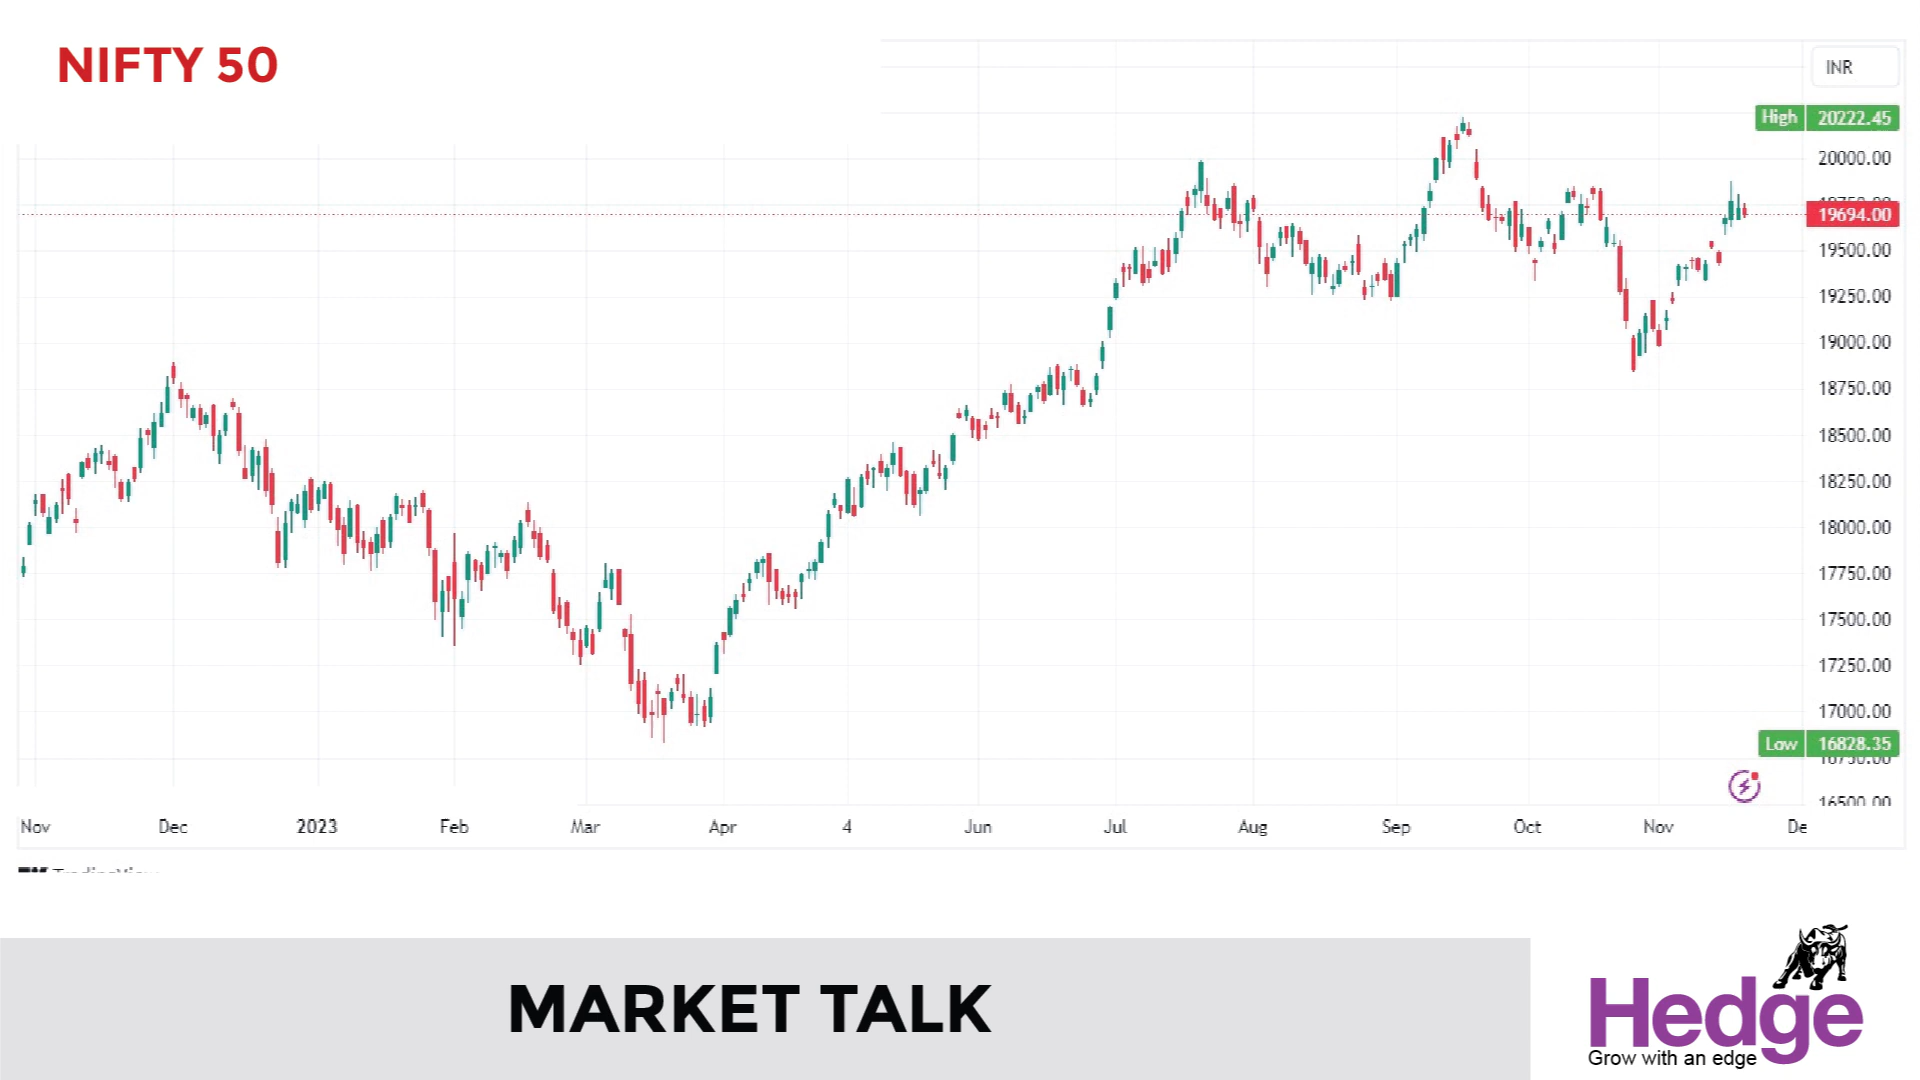 NIFTY 50
INR
High 20222.45
20000.00
19694.00
19500.00
19250.00
19000.00
18750.00
18500.00
18250.00
18000.00
17750.00
17500.00
17250.00
17000.00
Low 16828.35
16750.00
16500.00
Nov Dec 2023 Feb Mar Apr 4 Jun Jul Aug Sep Oct Nov De
TradingView
MARKET TALK
Hedge
Grow with an edge